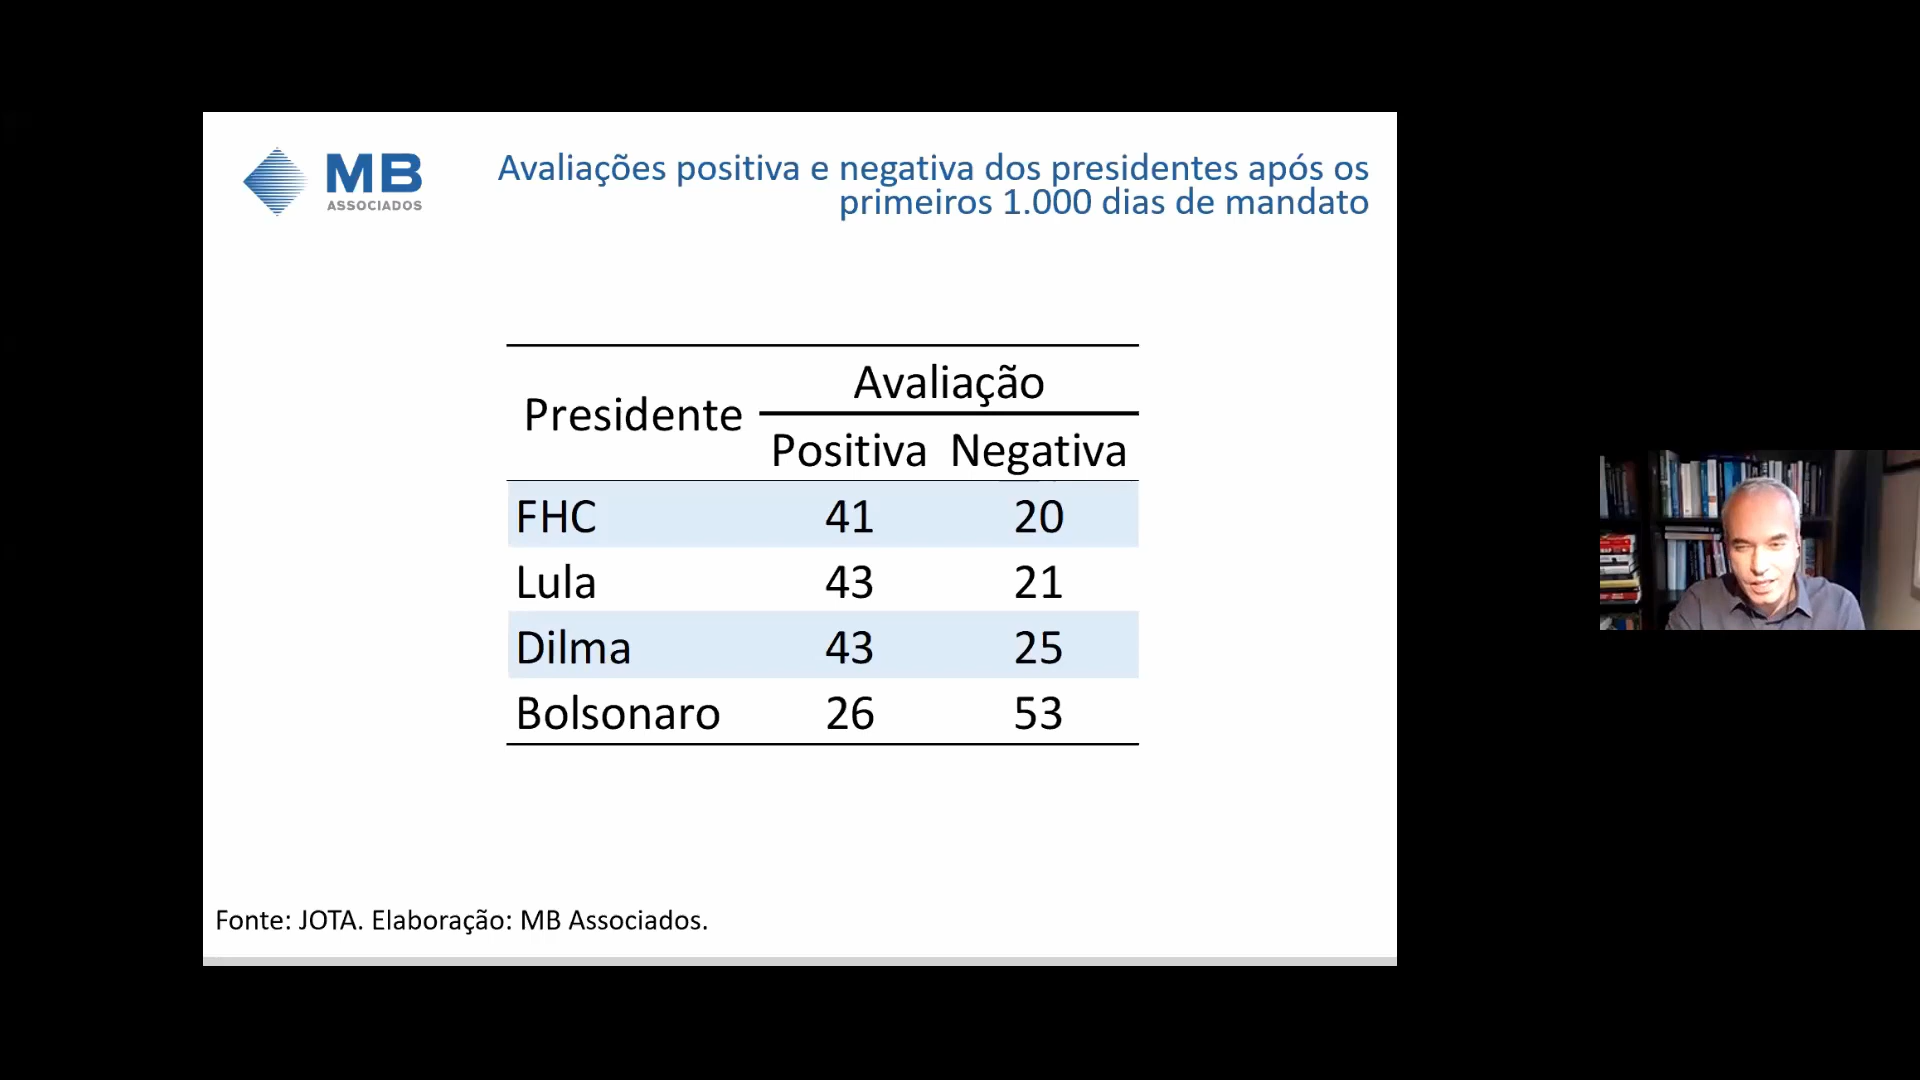 MB
ASSOCIADOS
Avaliações positiva e negativa dos presidentes após os
primeiros 1.000 dias de mandato
Presidente Avaliação
Positiva Negativa
FHC 41 20
Lula 43 21
Dilma 43 25
Bolsonaro 26 53
Fonte: JOTA. Elaboração: MB Associados.